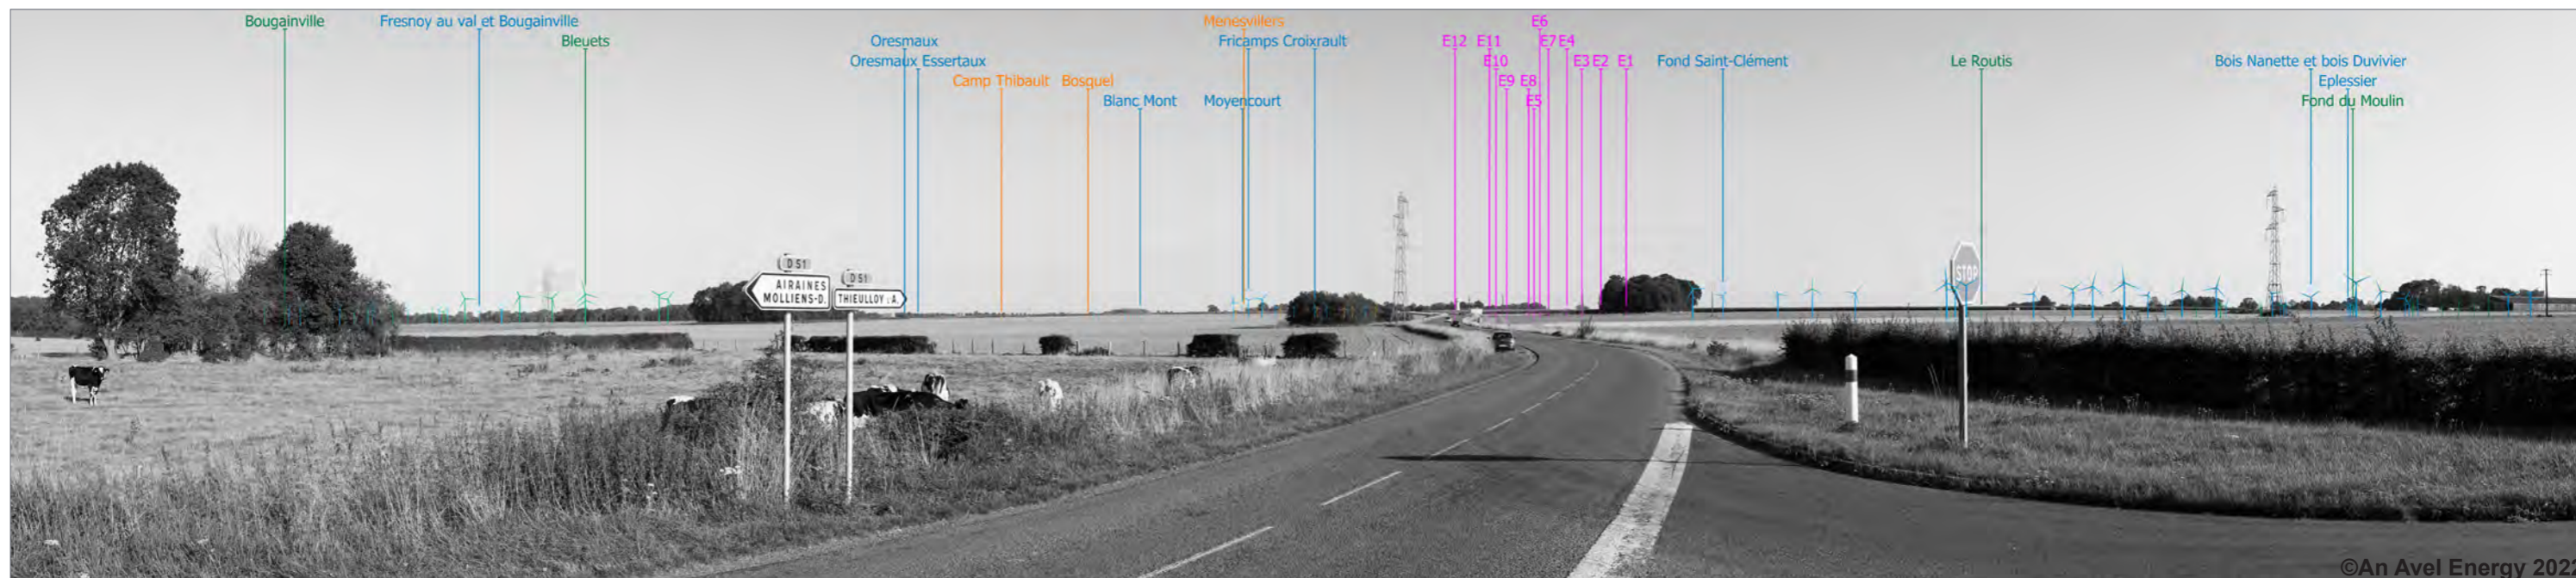 Bougainville
Fresnoy au val et Bougainville
Bleuets
Oresmaux
Oresmaux Essertaux
Camp Thibault
Bosquel
Blanc Mont
Menesvillers
Fricamps Croixrault
Moyencourt
E12
E11
E10
E9
E8
E5
E6
E7
E4
E3
E2
E1
Fond Saint-Clément
Le Routis
Bois Nanette et bois Duvivier
Eplessier
Fond du Moulin
D 51
AIRAINES
MOLLIENS-D.
D 51
THIEULLOY L'A.
STOP
©An Avel Energy 202